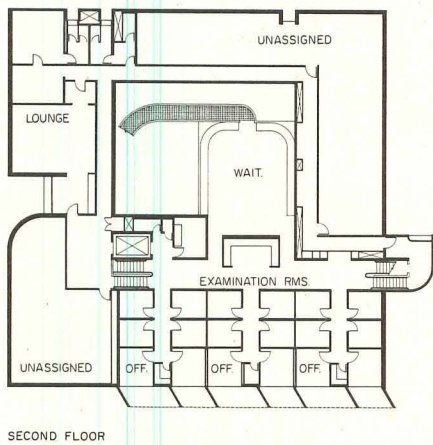 UNASSIGNED
LOUNGE
WAIT.
EXAMINATION RMS.
UNASSIGNED
OFF.
OFF.
OFF.
SECOND FLOOR